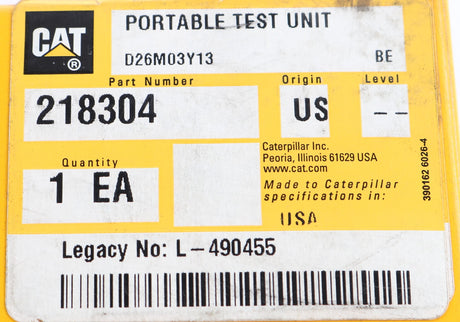 CAT
®
PORTABLE TEST UNIT
D26M03Y13 BE
Part Number Origin Level
218304 US --
Quantity
1 EA
Caterpillar Inc.
Peoria, Illinois 61629 USA
www.cat.com
Made to Caterpillar
specifications in:
USA
390162 6026-4
Legacy No: L-490455